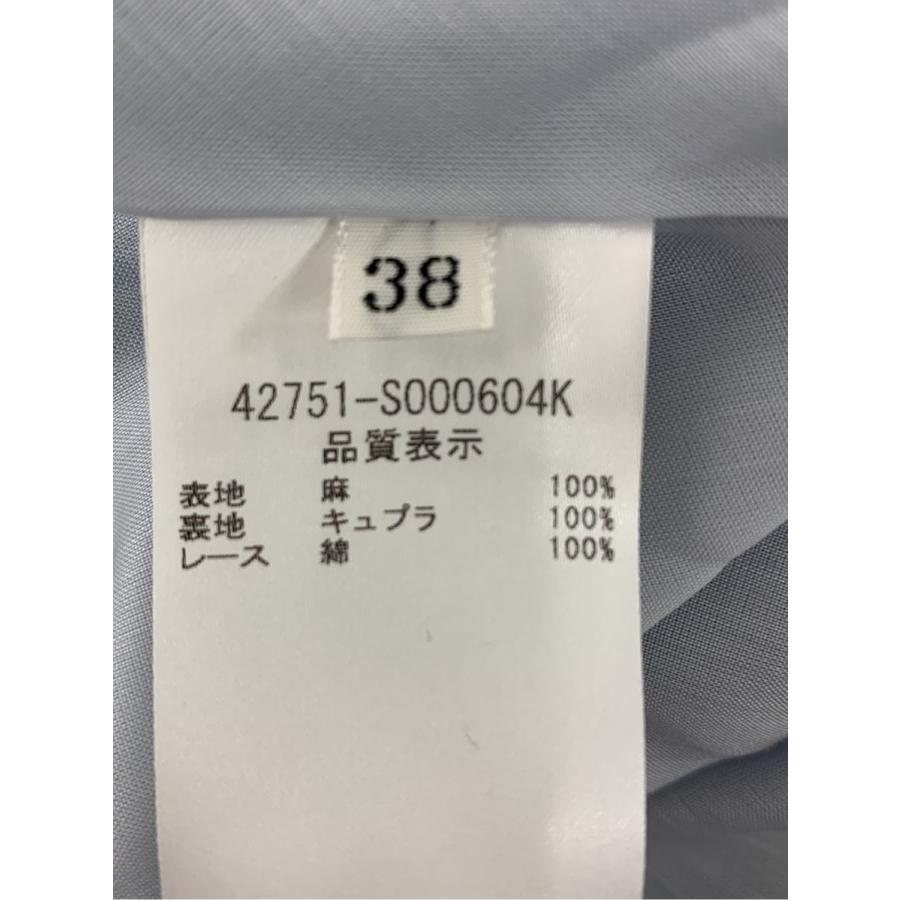 38
42751-S000604K
品質表示
表地 麻 100%
裏地 キュプラ 100%
レース 綿 100%